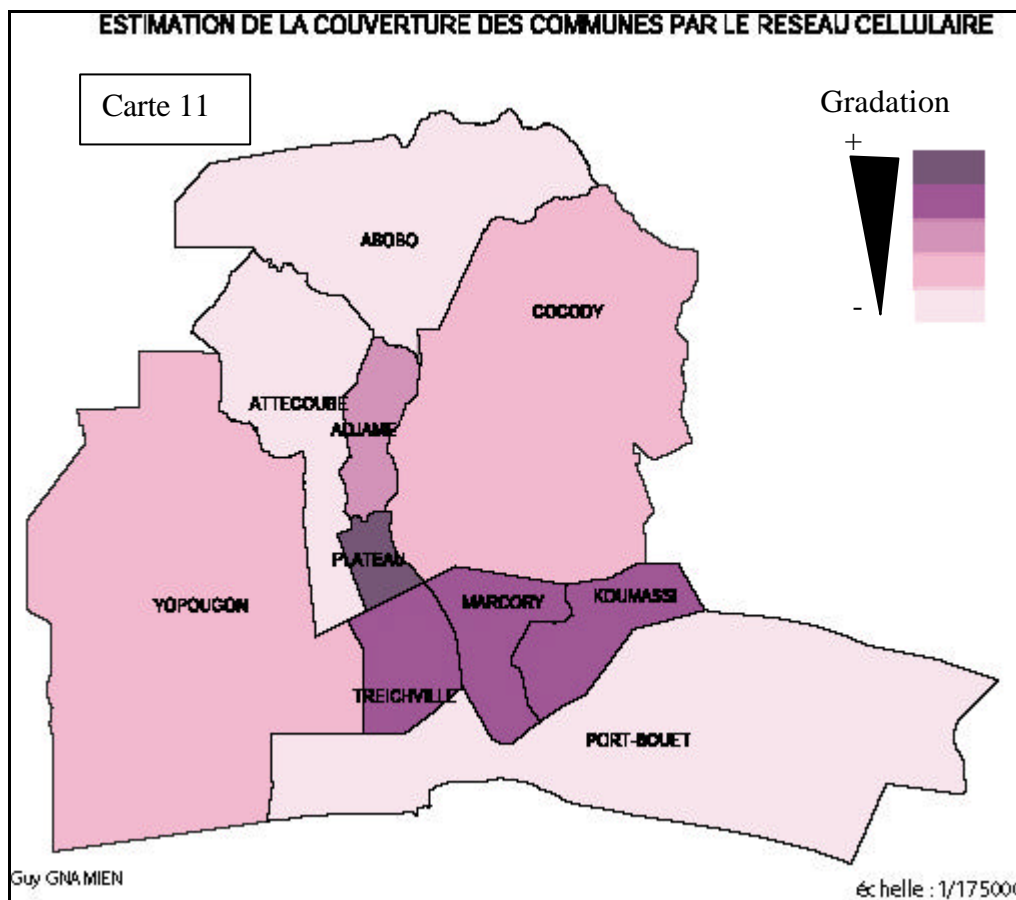 ESTIMATION DE LA COUVERTURE DES COMMUNES PAR LE RESEAU CELLULAIRE
Carte 11
Gradation
+
-
ABOBO
COCODY
ATTECOUBE
ADJAME
PLATEAU
YOPOUGON
MARCORY
KOUMASSI
TREICHVILLE
PORT-BOUET
Guy GNAMIEN
échelle : 1/175000